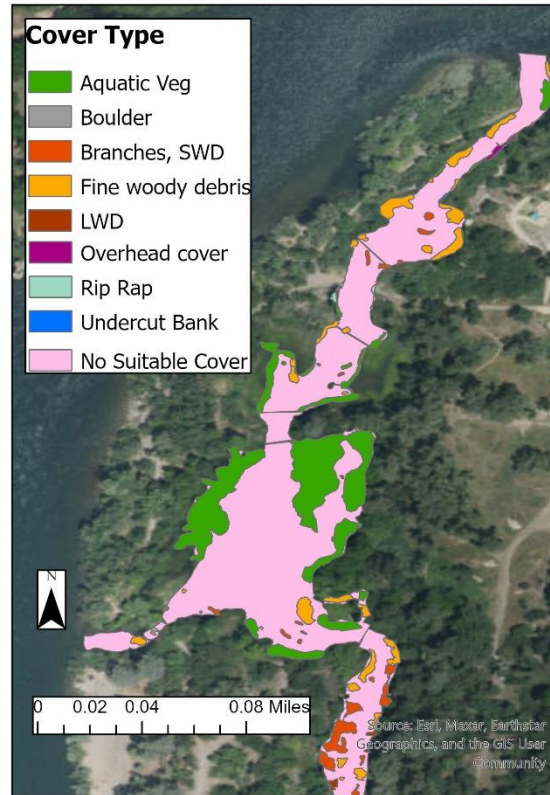 Cover Type
Aquatic Veg
Boulder
Branches, SWD
Fine woody debris
LWD
Overhead cover
Rip Rap
Undercut Bank
No Suitable Cover
N
0 0.02 0.04 0.08 Miles
Source: Esri, Maxar, Earthstar
Geographics, and the GIS User
Community